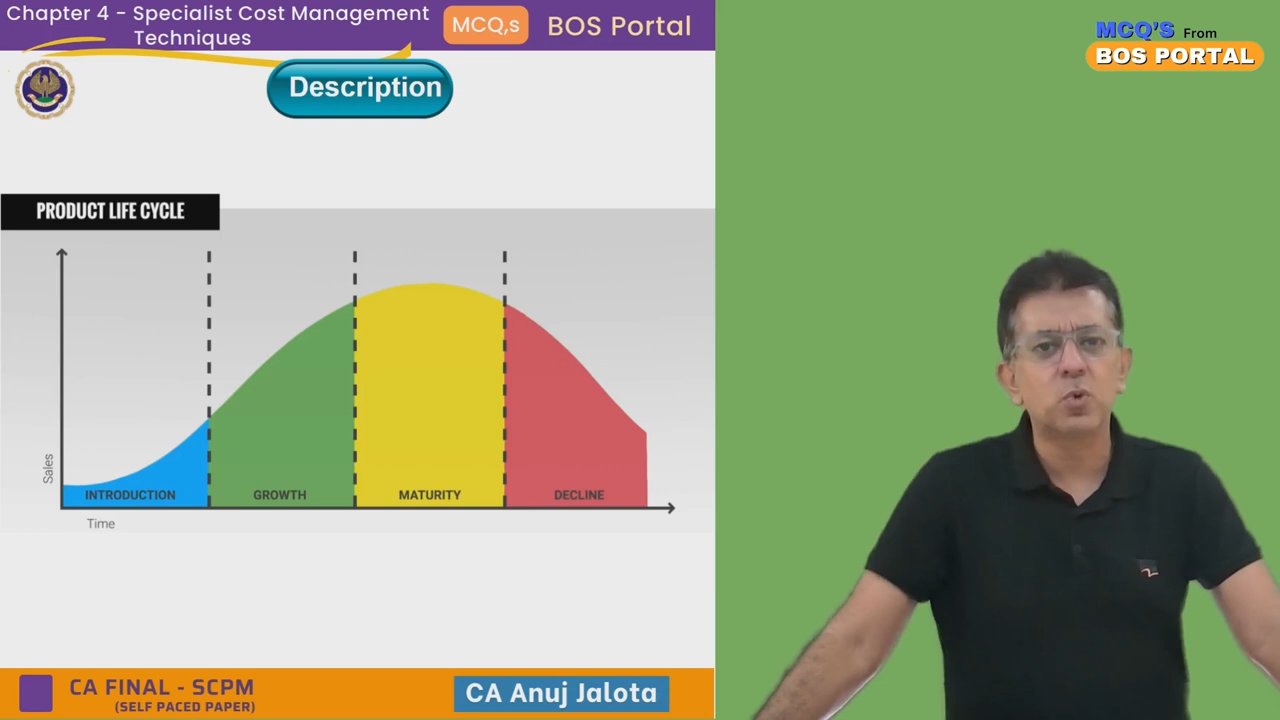 Chapter 4 - Specialist Cost Management
Techniques
MCQ,s
BOS Portal
MCQ'S From
BOS PORTAL
Description
PRODUCT LIFE CYCLE
Sales
INTRODUCTION
GROWTH
MATURITY
DECLINE
Time
CA FINAL - SCPM
(SELF PACED PAPER)
CA Anuj Jalota